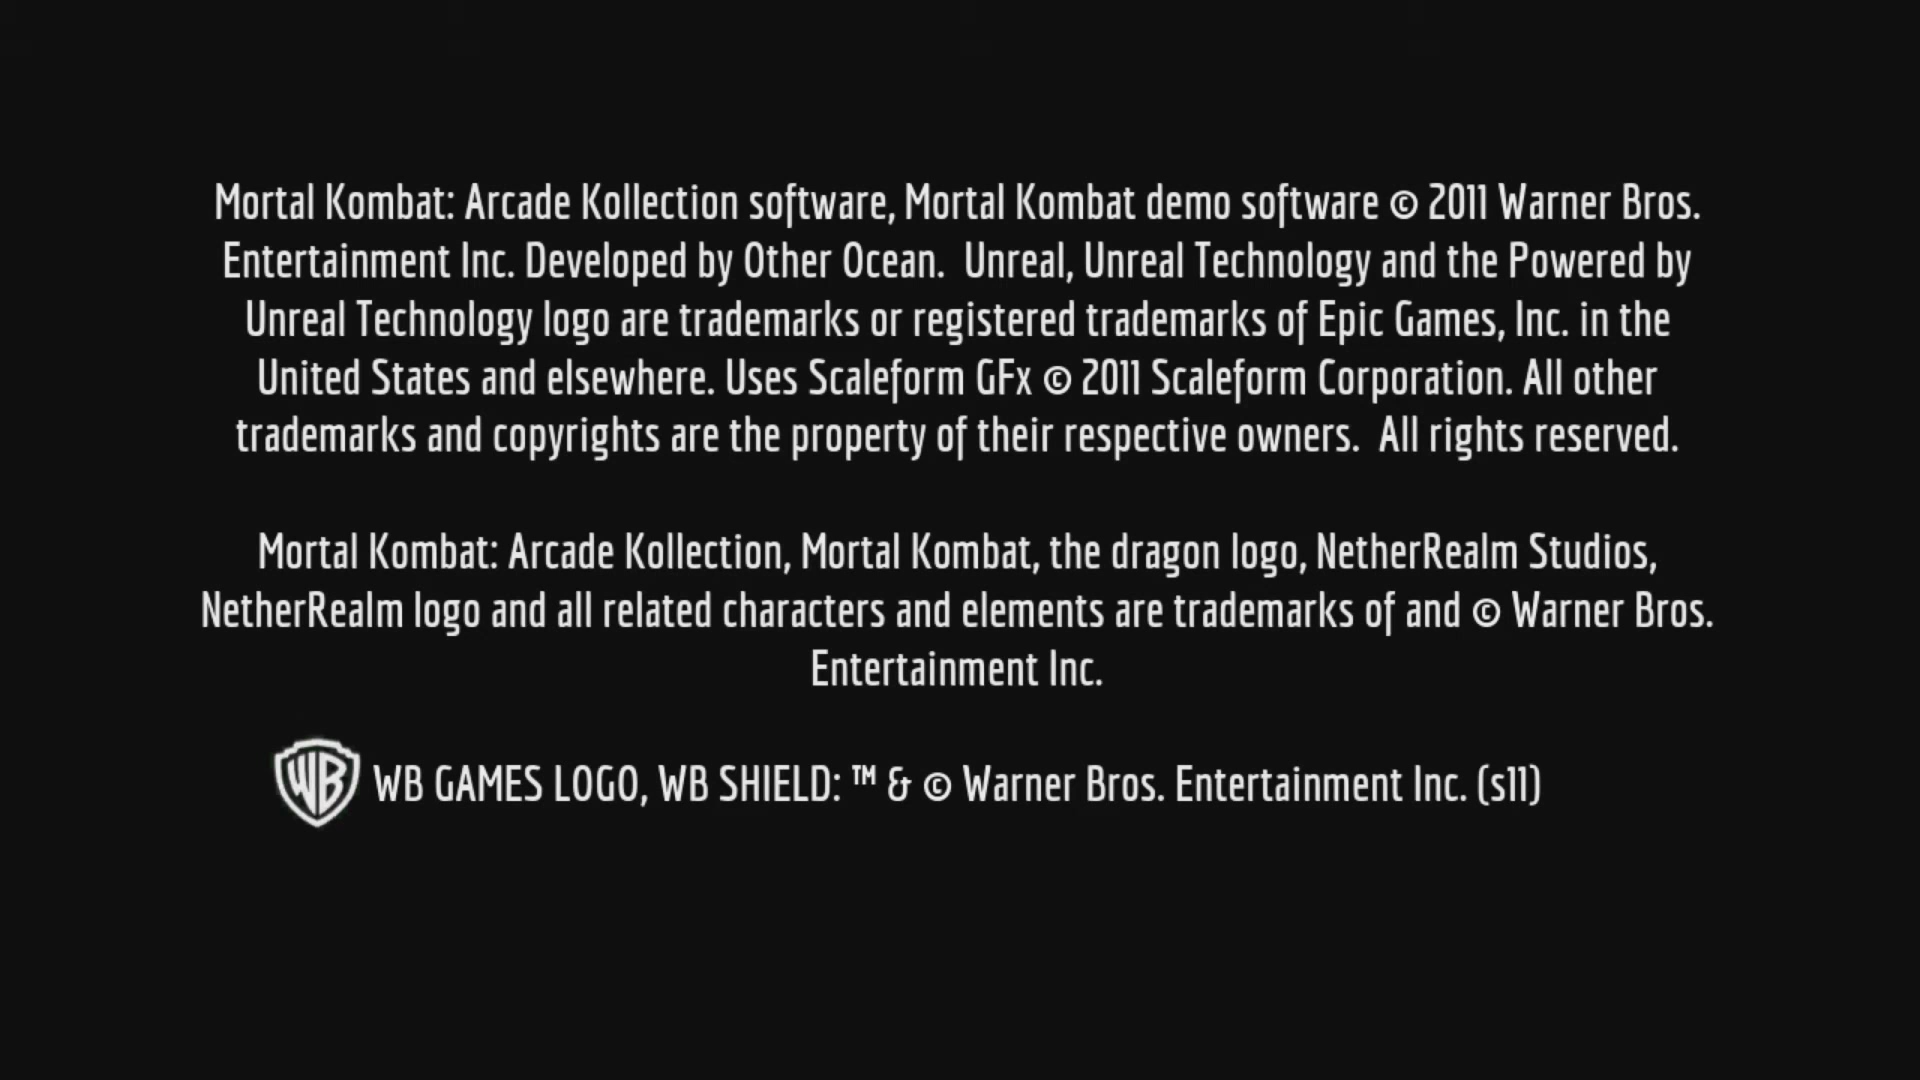 Mortal Kombat: Arcade Kollection software, Mortal Kombat demo software © 2011 Warner Bros.
Entertainment Inc. Developed by Other Ocean.  Unreal, Unreal Technology and the Powered by
Unreal Technology logo are trademarks or registered trademarks of Epic Games, Inc. in the
United States and elsewhere. Uses Scaleform GFx © 2011 Scaleform Corporation. All other
trademarks and copyrights are the property of their respective owners.  All rights reserved.
Mortal Kombat: Arcade Kollection, Mortal Kombat, the dragon logo, NetherRealm Studios,
NetherRealm logo and all related characters and elements are trademarks of and © Warner Bros.
Entertainment Inc.
WB WB GAMES LOGO, WB SHIELD: ™ & © Warner Bros. Entertainment Inc. (s11)